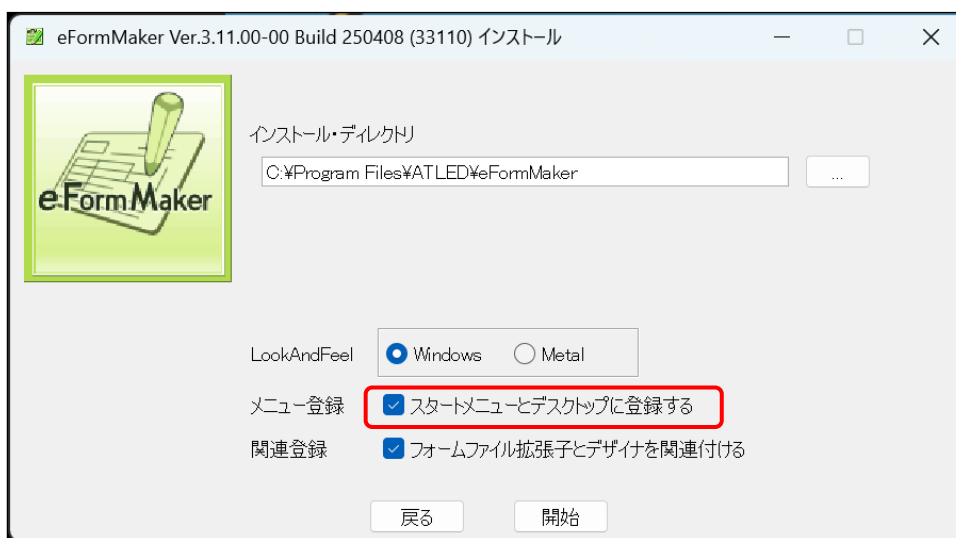 eFormMaker Ver.3.11.00-00 Build 250408 (33110) インストール
eFormMaker
インストール・ディレクトリ
C:¥Program Files¥ATLED¥eFormMaker
...
LookAndFeel Windows Metal
メニュー登録 スタートメニューとデスクトップに登録する
関連登録 フォームファイル拡張子とデザイナを関連付ける
戻る 開始